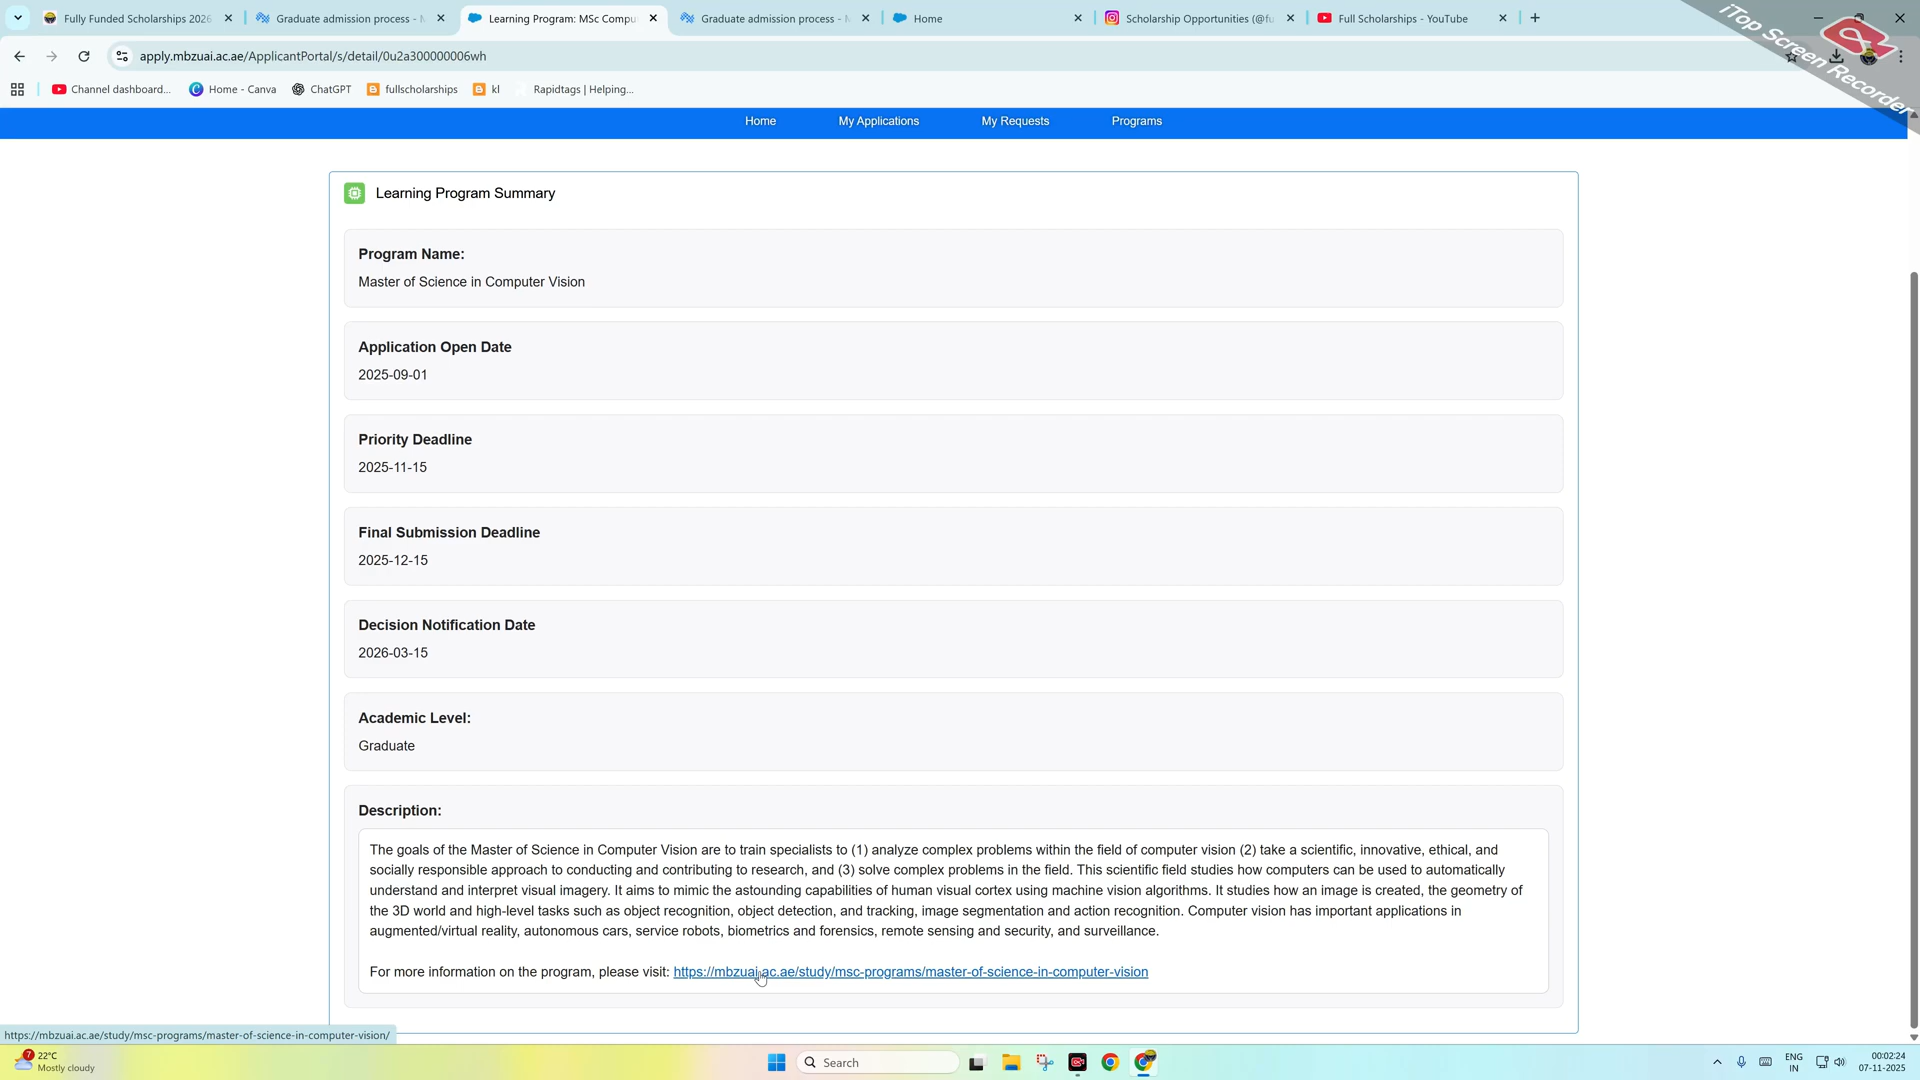 Fully Funded Scholarships 2026
Graduate admission process - M
Learning Program: MSc Compu
Graduate admission process - M
Home
Scholarship Opportunities (@fu
Full Scholarships - YouTube
iTop Screen Recorder
apply.mbzuai.ac.ae/ApplicantPortal/s/detail/0u2a300000006wh
Channel dashboard...
Home - Canva
ChatGPT
fullscholarships
kl
Rapidtags | Helping...
Home
My Applications
My Requests
Programs
Learning Program Summary
Program Name:
Master of Science in Computer Vision
Application Open Date
2025-09-01
Priority Deadline
2025-11-15
Final Submission Deadline
2025-12-15
Decision Notification Date
2026-03-15
Academic Level:
Graduate
Description:
The goals of the Master of Science in Computer Vision are to train specialists to (1) analyze complex problems within the field of computer vision (2) take a scientific, innovative, ethical, and
socially responsible approach to conducting and contributing to research, and (3) solve complex problems in the field. This scientific field studies how computers can be used to automatically
understand and interpret visual imagery. It aims to mimic the astounding capabilities of human visual cortex using machine vision algorithms. It studies how an image is created, the geometry of
the 3D world and high-level tasks such as object recognition, object detection, and tracking, image segmentation and action recognition. Computer vision has important applications in
augmented/virtual reality, autonomous cars, service robots, biometrics and forensics, remote sensing and security, and surveillance.
For more information on the program, please visit: https://mbzuai.ac.ae/study/msc-programs/master-of-science-in-computer-vision
https://mbzuai.ac.ae/study/msc-programs/master-of-science-in-computer-vision/
7
22°C
Mostly cloudy
Search
ENG
IN
00:02:24
07-11-2025